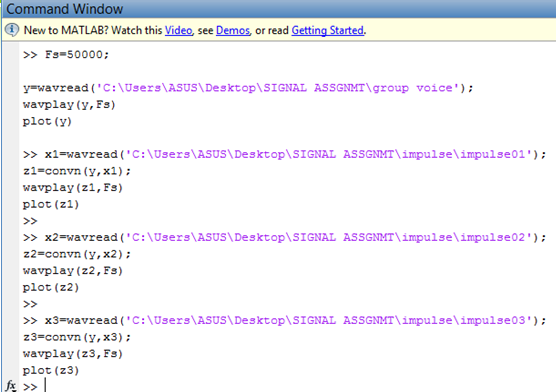 Command Window
New to MATLAB? Watch this Video, see Demos, or read Getting Started.
>> Fs=50000;
y=wavread('C:\Users\ASUS\Desktop\SIGNAL ASSGNMT\group voice');
wavplay(y,Fs)
plot(y)
>> x1=wavread('C:\Users\ASUS\Desktop\SIGNAL ASSGNMT\impulse\impulse01');
z1=convn(y,x1);
wavplay(z1,Fs)
plot(z1)
>>
>> x2=wavread('C:\Users\ASUS\Desktop\SIGNAL ASSGNMT\impulse\impulse02');
z2=convn(y,x2);
wavplay(z2,Fs)
plot(z2)
>>
>> x3=wavread('C:\Users\ASUS\Desktop\SIGNAL ASSGNMT\impulse\impulse03');
z3=convn(y,x3);
wavplay(z3,Fs)
plot(z3)
fx >>